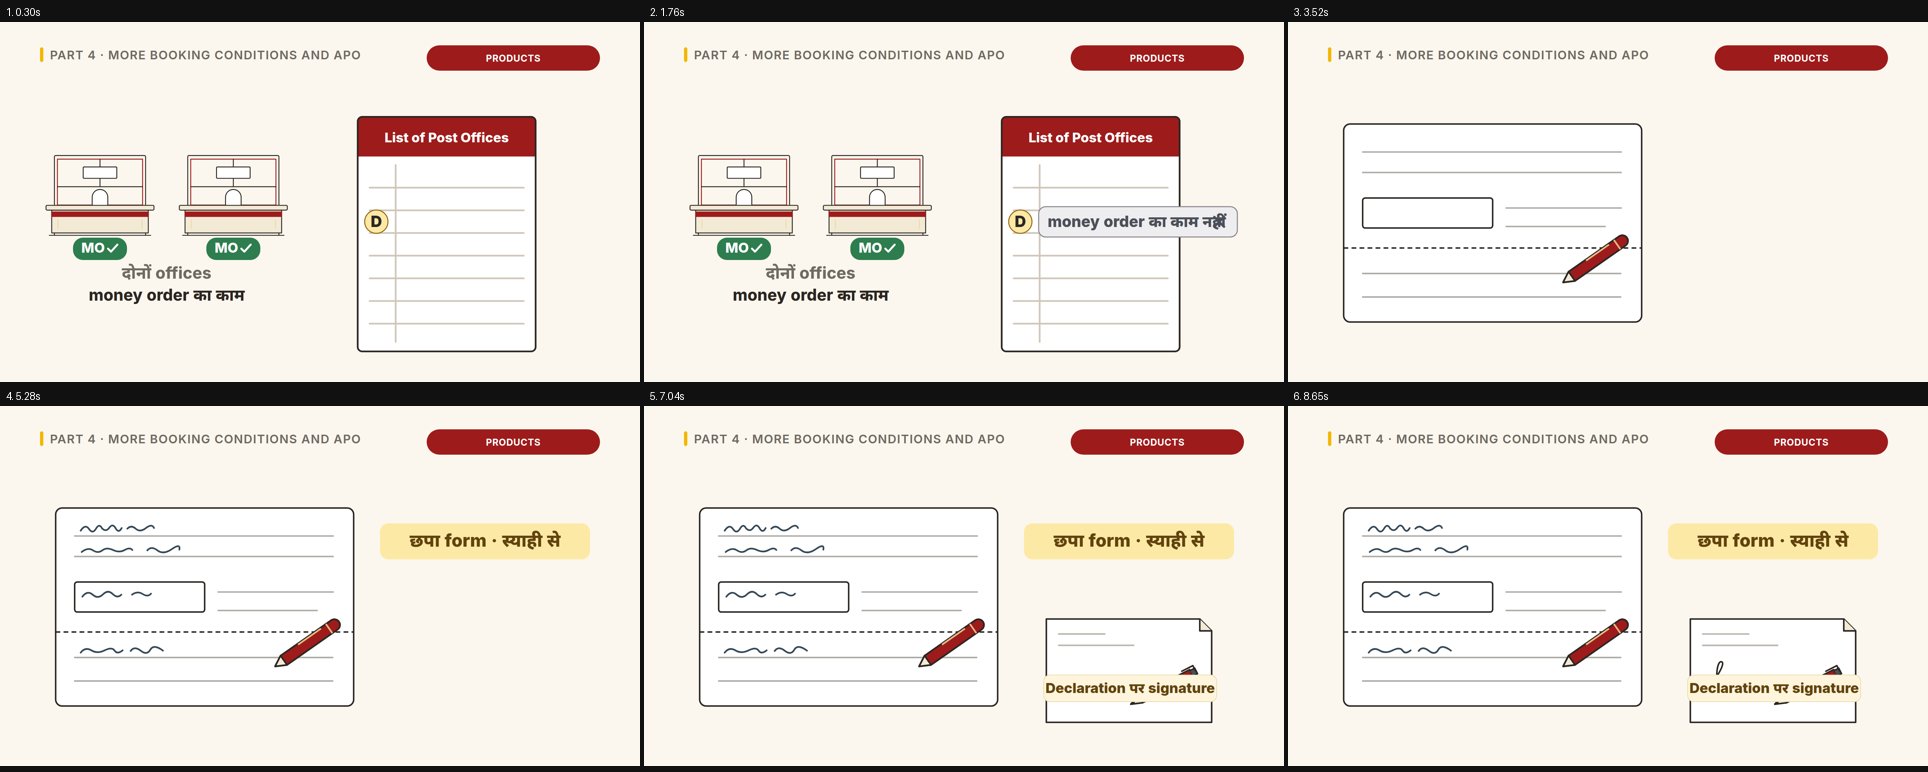 1. 0.30s
PART 4 · MORE BOOKING CONDITIONS AND APO
PRODUCTS
List of Post Offices
D
MO✓ MO✓
दोनों offices
money order का काम
2. 1.76s
PART 4 · MORE BOOKING CONDITIONS AND APO
PRODUCTS
List of Post Offices
D money order का काम नहीं
MO✓ MO✓
दोनों offices
money order का काम
3. 3.52s
PART 4 · MORE BOOKING CONDITIONS AND APO
PRODUCTS
4. 5.28s
PART 4 · MORE BOOKING CONDITIONS AND APO
PRODUCTS
छपा form · स्याही से
5. 7.04s
PART 4 · MORE BOOKING CONDITIONS AND APO
PRODUCTS
छपा form · स्याही से
Declaration पर signature
6. 8.65s
PART 4 · MORE BOOKING CONDITIONS AND APO
PRODUCTS
छपा form · स्याही से
Declaration पर signature